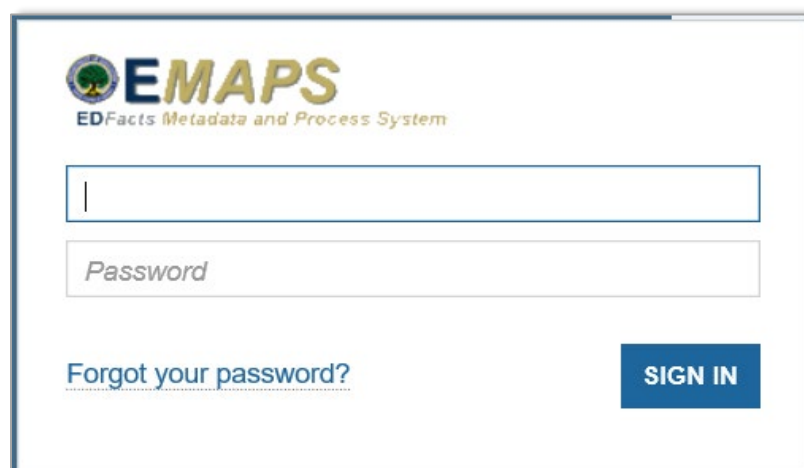 EMAPS
EDFacts Metadata and Process System
Password
Forgot your password?
SIGN IN